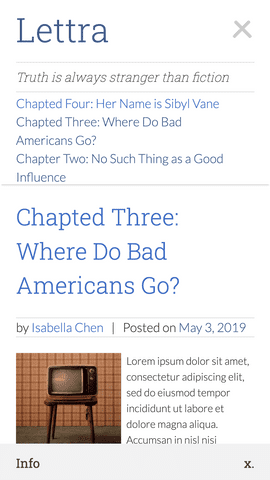 Lettra
Truth is always stranger than fiction
Chapted Four: Her Name is Sibyl Vane
Chapted Three: Where Do Bad
Americans Go?
Chapter Two: No Such Thing as a Good
Influence
Chapted Three:
Where Do Bad
Americans Go?
by Isabella Chen | Posted on May 3, 2019
Lorem ipsum dolor sit amet,
consectetur adipiscing elit,
sed do eiusmod tempor
incididunt ut labore et
dolore magna aliqua.
Accumsan in nisl nisi
Info x.